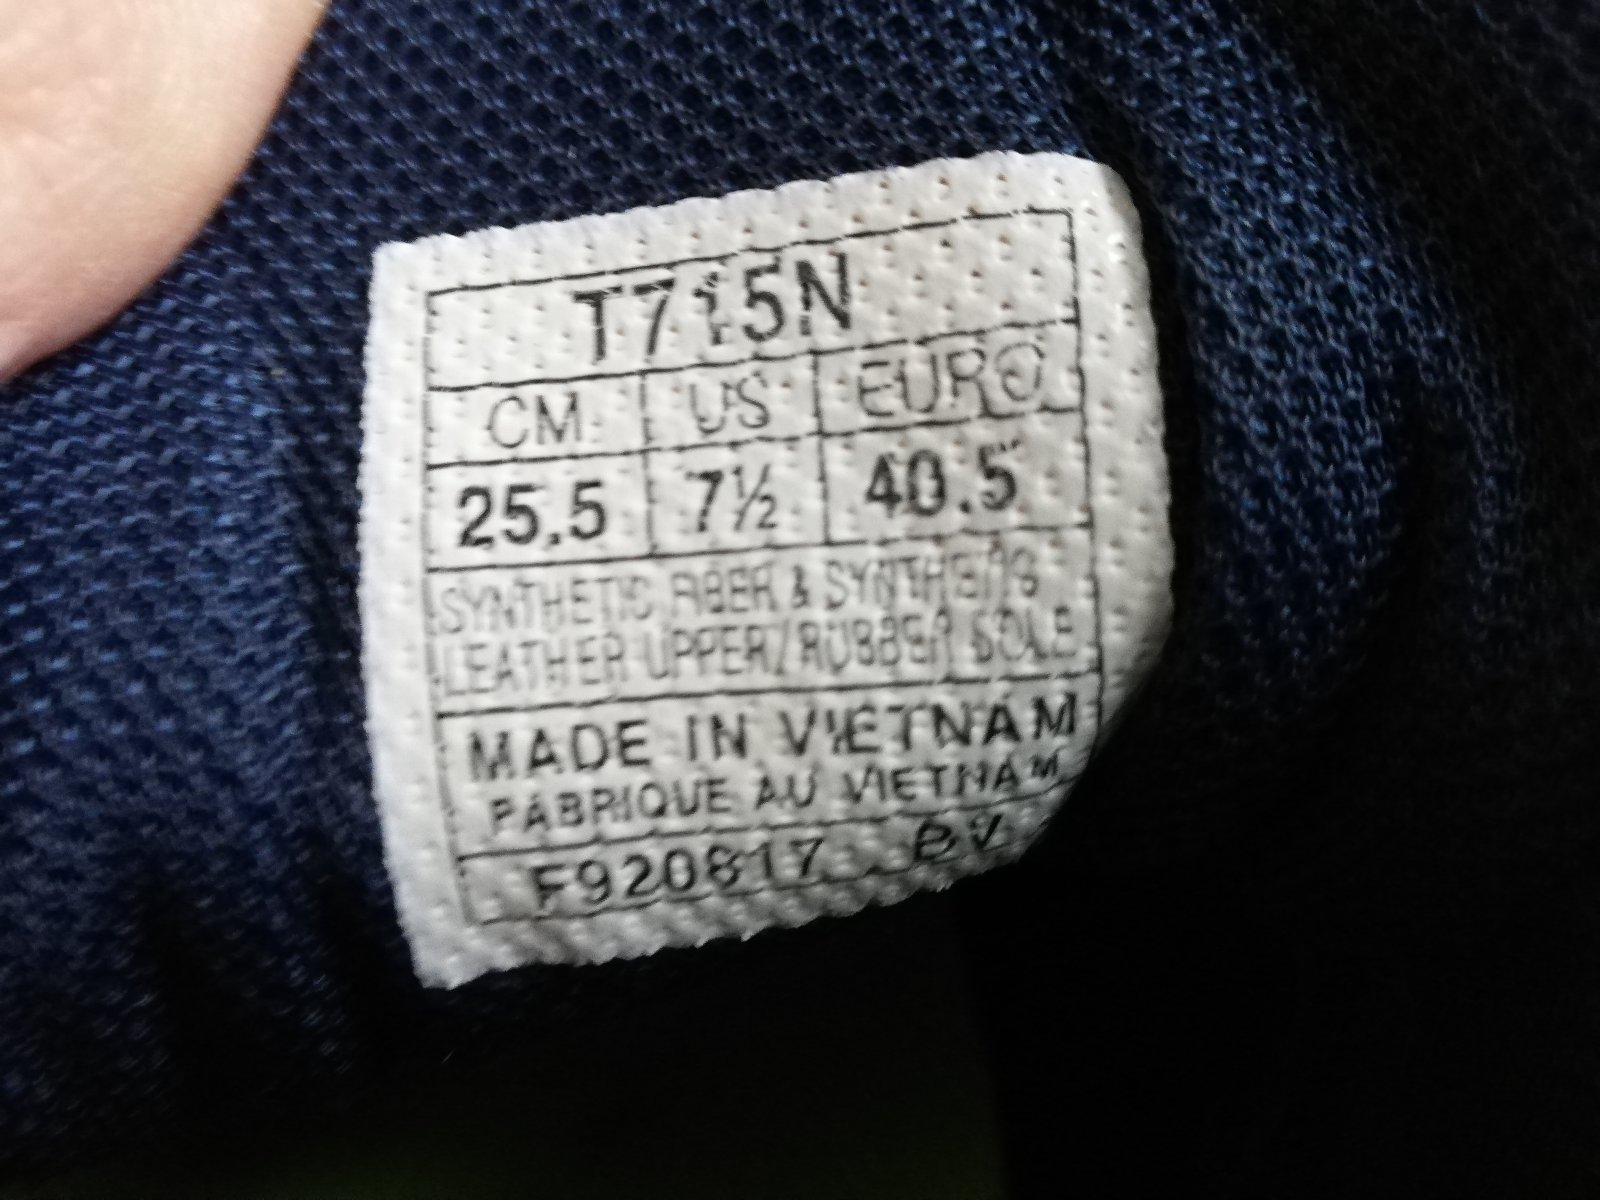 T715N
CM US EURO
25.5 7½ 40.5
SYNTHETIC FIBER & SYNTHETIC
LEATHER UPPER/RUBBER SOLE
MADE IN VIETNAM
FABRIQUE AU VIETNAM
F920817 BV